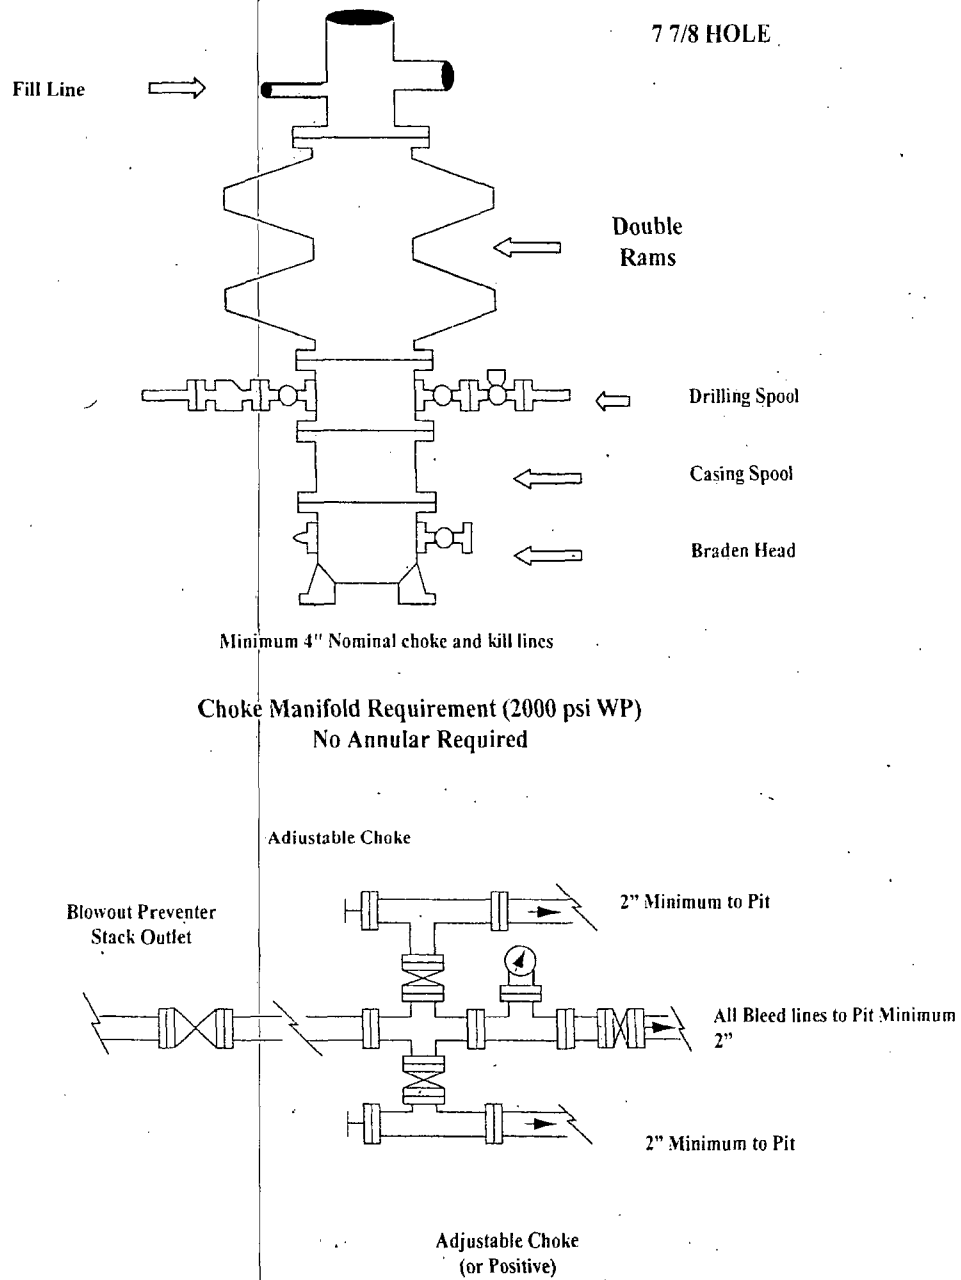 7 7/8 HOLE
Fill Line
Double
Rams
Drilling Spool
Casing Spool
Braden Head
Minimum 4" Nominal choke and kill lines
Choke Manifold Requirement (2000 psi WP)
No Annular Required
Adjustable Choke
Blowout Preventer
Stack Outlet
2" Minimum to Pit
All Bleed lines to Pit Minimum
2"
2" Minimum to Pit
Adjustable Choke
(or Positive)